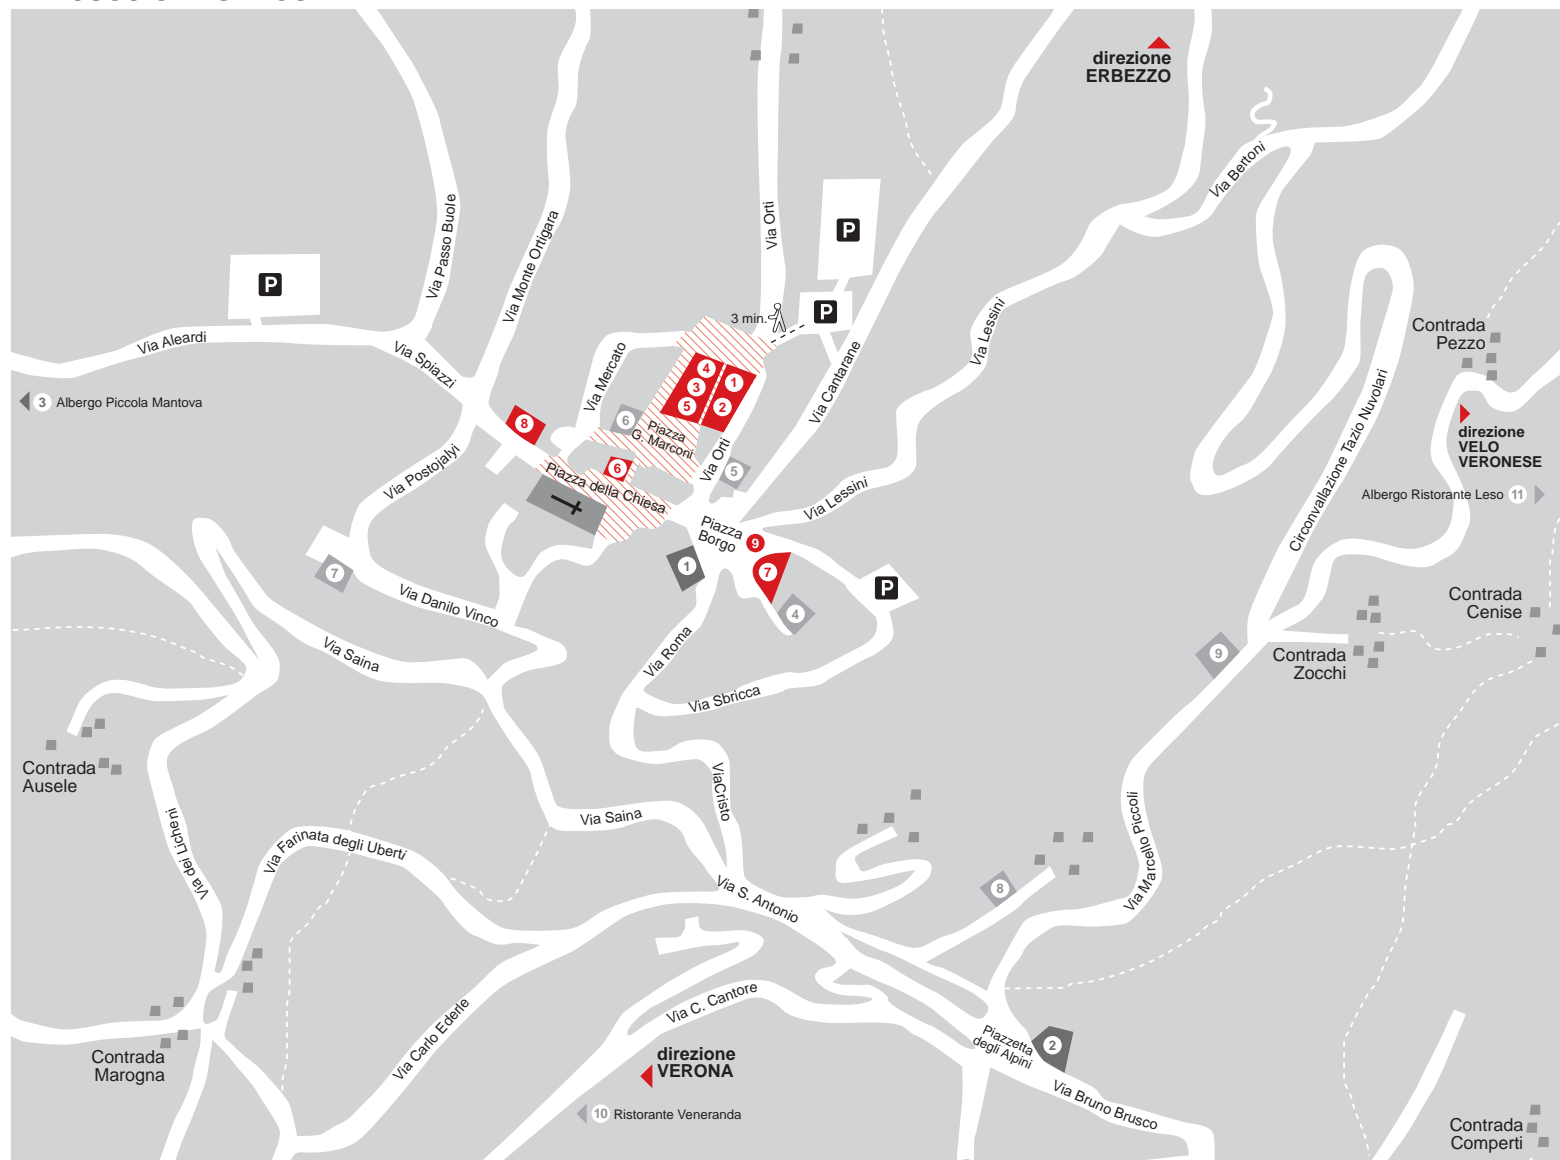 direzione
ERBEZZO
Via Bertoni
Via Passo Buole
Via Monte Ortigara
Via Orti
P
P
P
3 min.
Via Aleardi
Via Spiazzi
Via Mercato
Via Cantarane
Via Lessini
Contrada
Pezzo
Circonvallazione Tazio Nuvolari
3 Albergo Piccola Mantova
4
1
3
5
2
8
6
Piazza
G. Marconi
direzione
VELO
VERONESE
Albergo Ristorante Leso 11
Via Postojalyi
6
Piazza della Chiesa
Via Orti
5
Via Lessini
Piazza
Borgo
9
1
7
4
P
7
Via Danilo Vinco
Contrada
Cenise
Via Saina
Via Roma
9
Contrada
Zocchi
Via Sbricca
Contrada
Ausele
ViaCristo
Via Saina
Via dei Licheni
Via Farinata degli Uberti
Via Marcello Piccoli
Via S. Antonio
8
Via C. Cantore
Via Carlo Ederle
Piazzetta
degli Alpini
2
Contrada
Marogna
direzione
VERONA
10 Ristorante Veneranda
Via Bruno Brusco
Contrada
Comperti